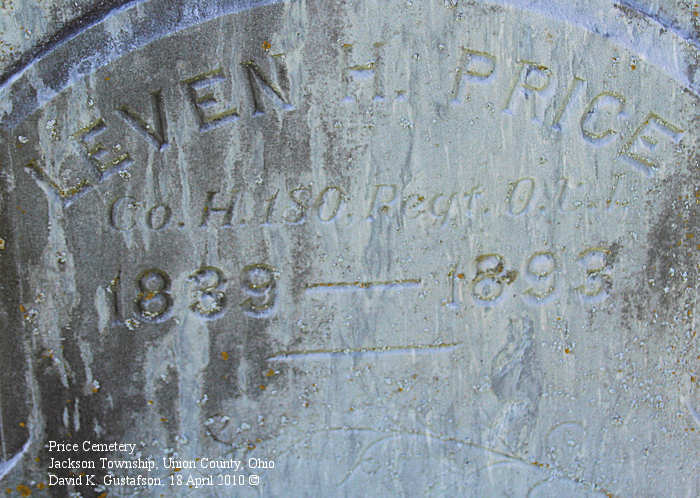 LEVEN H. PRICE
Co. H. 180. Regt. O.V.I.
1839 — 1893
Price Cemetery
Jackson Township, Union County, Ohio
David K. Gustafson, 18 April 2010 ©